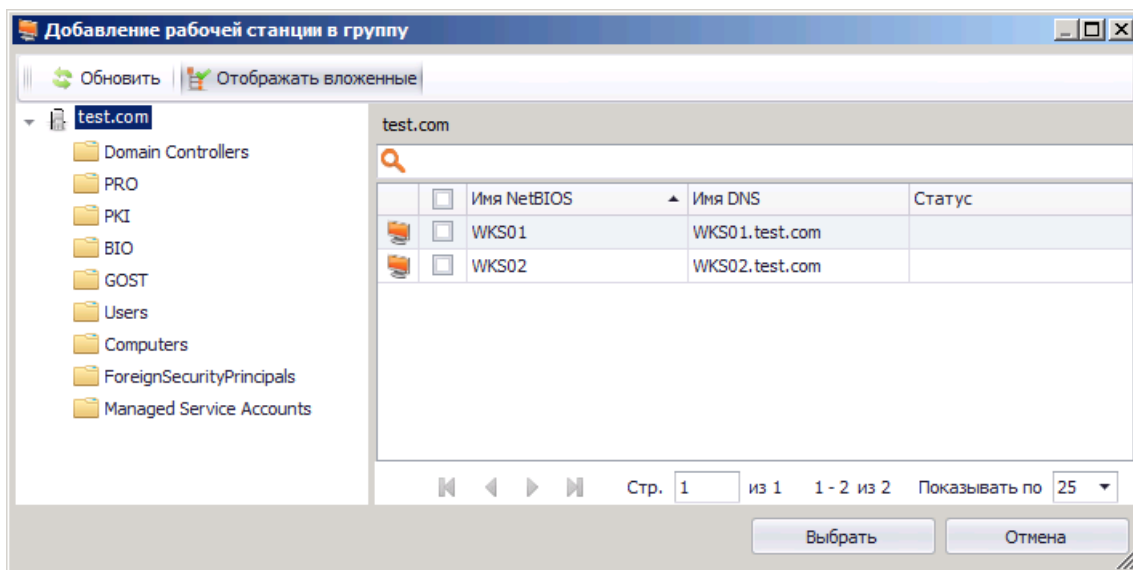 Добавление рабочей станции в группу
Обновить Отображать вложенные
test.com
Domain Controllers
PRO
PKI
BIO
GOST
Users
Computers
ForeignSecurityPrincipals
Managed Service Accounts
test.com
Имя NetBIOS Имя DNS Статус
WKS01 WKS01.test.com
WKS02 WKS02.test.com
Стр. 1 из 1 1 - 2 из 2 Показывать по 25
Выбрать Отмена